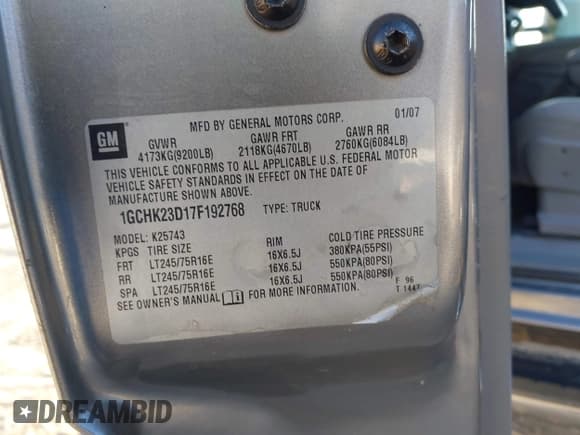 MFD BY GENERAL MOTORS CORP. 01/07
GM
GVWR GAWR FRT GAWR RR
4173KG(9200LB) 2118KG(4670LB) 2760KG(6084LB)
THIS VEHICLE CONFORMS TO ALL APPLICABLE U.S. FEDERAL MOTOR
VEHICLE SAFETY STANDARDS IN EFFECT ON THE DATE OF
MANUFACTURE SHOWN ABOVE.
1GCHK23D17F192768 TYPE: TRUCK
MODEL: K25743
KPGS TIRE SIZE RIM COLD TIRE PRESSURE
FRT LT245/75R16E 16X6.5J 380KPA(55PSI)
RR LT245/75R16E 16X6.5J 550KPA(80PSI)
SPA LT245/75R16E 16X6.5J 550KPA(80PSI)
SEE OWNER'S MANUAL FOR MORE INFORMATION.
F 96
T 1447
DREAMBID